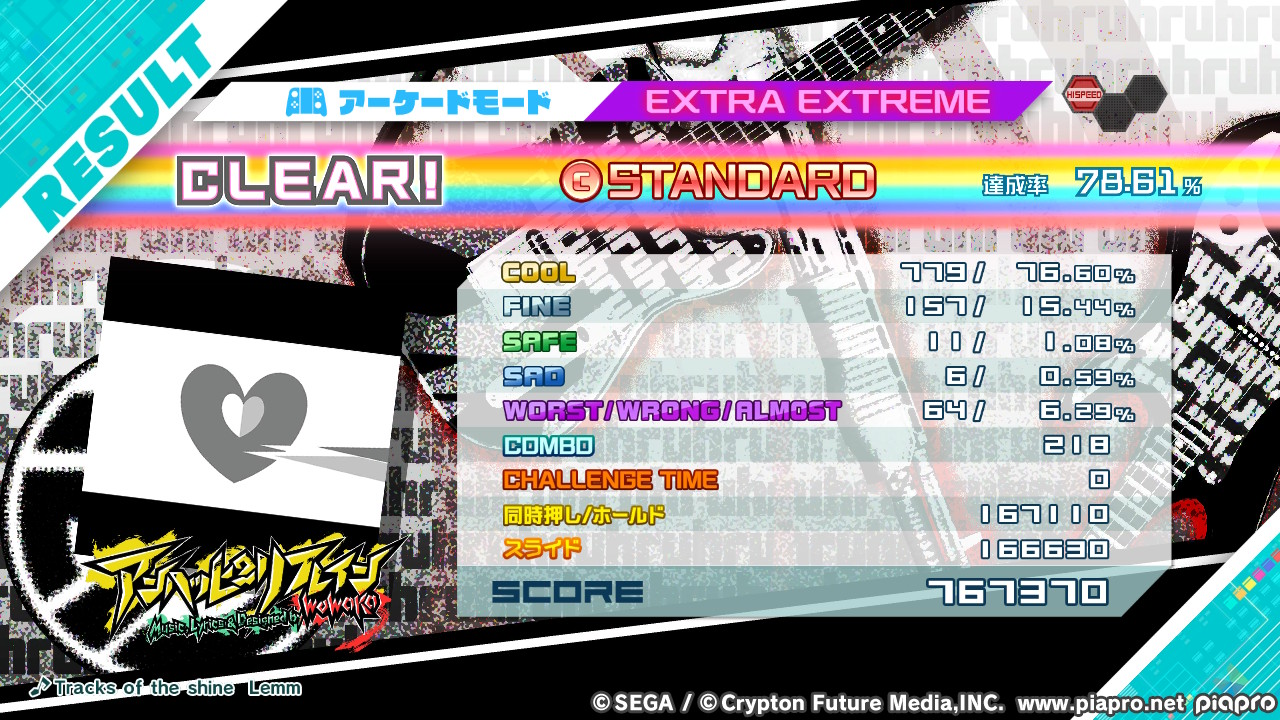 RESULT
アーケードモード EXTRA EXTREME
HISPEED
CLEAR! C STANDARD 達成率 78.61%
COOL 779/ 76.60%
FINE 157/ 15.44%
SAFE 11/ 1.08%
SAD 6/ 0.59%
WORST/WRONG/ALMOST 64/ 6.29%
COMBO 218
CHALLENGE TIME 0
同時押し/ホールド 167110
スライド 166630
SCORE 767370
アンハッピーリフレイン
Music, Lyrics & Designed by wowaka
♪Tracks of the shine Lemm
©SEGA / ©Crypton Future Media,INC. www.piapro.net piapro